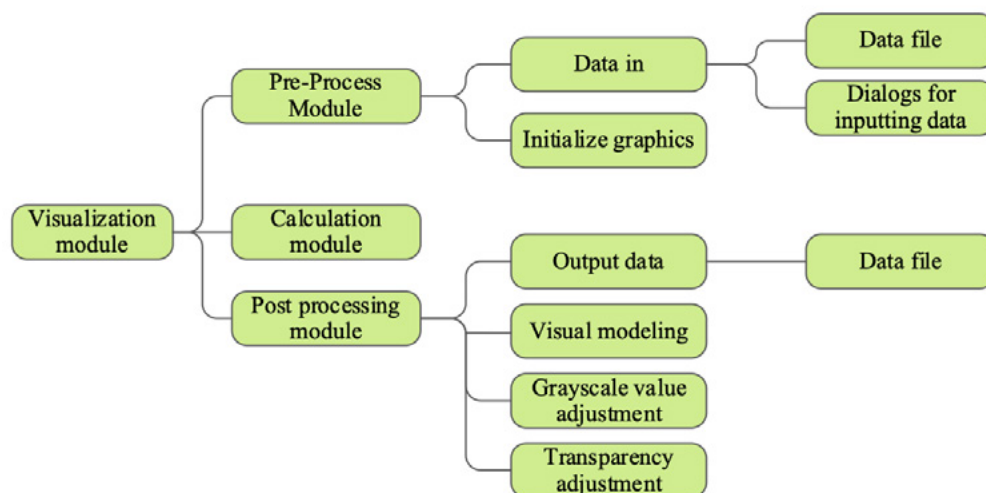 Visualization
module
Pre-Process
Module
Data in
Data file
Dialogs for
inputting data
Initialize graphics
Calculation
module
Post processing
module
Output data
Data file
Visual modeling
Grayscale value
adjustment
Transparency
adjustment